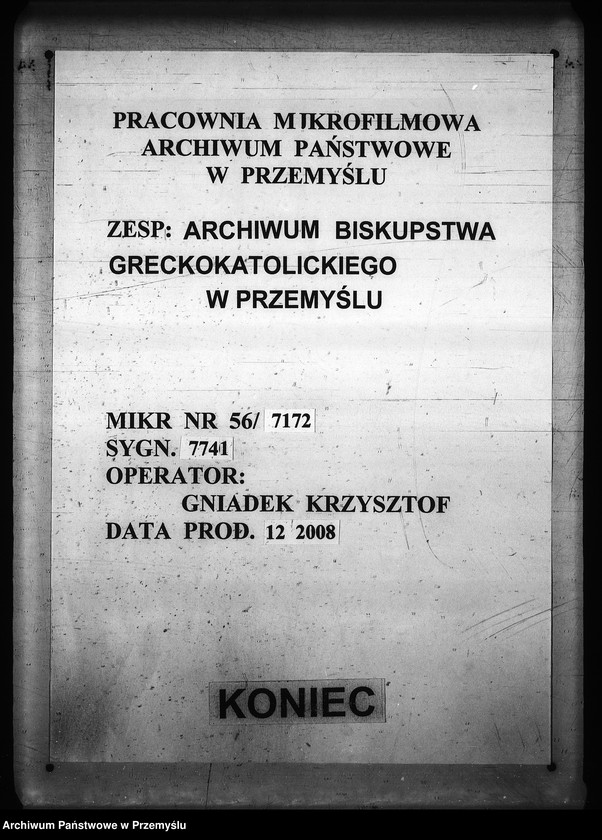 PRACOWNIA MIKROFILMOWA
ARCHIWUM PAŃSTWOWE
W PRZEMYŚLU
ZESP: ARCHIWUM BISKUPSTWA
GRECKOKATOLICKIEGO
W PRZEMYŚLU
MIKR NR 56/ 7172
SYGN. 7741
OPERATOR:
GNIADEK KRZYSZTOF
DATA PROD. 12 2008
KONIEC
Archiwum Państwowe w Przemyślu